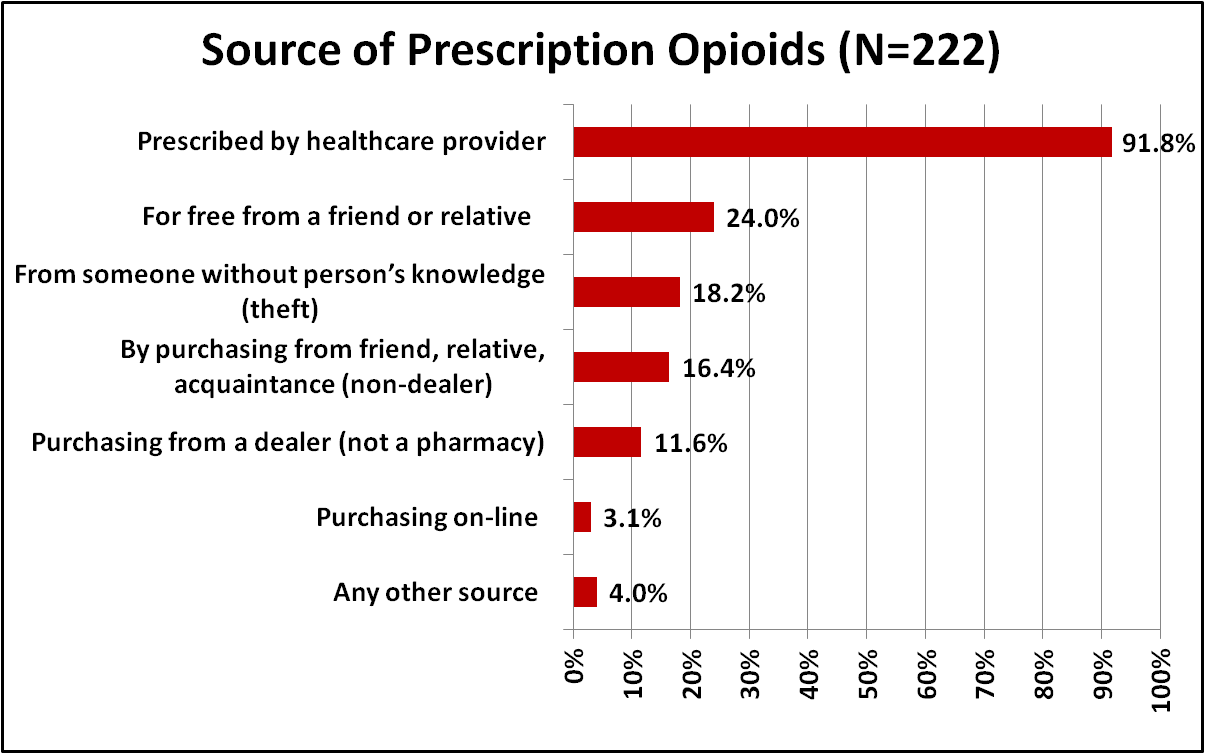 Source of Prescription Opioids (N=222)
Prescribed by healthcare provider
91.8%
For free from a friend or relative
24.0%
From someone without person’s knowledge
(theft)
18.2%
By purchasing from friend, relative,
acquaintance (non-dealer)
16.4%
Purchasing from a dealer (not a pharmacy)
11.6%
Purchasing on-line
3.1%
Any other source
4.0%
0%
10%
20%
30%
40%
50%
60%
70%
80%
90%
100%